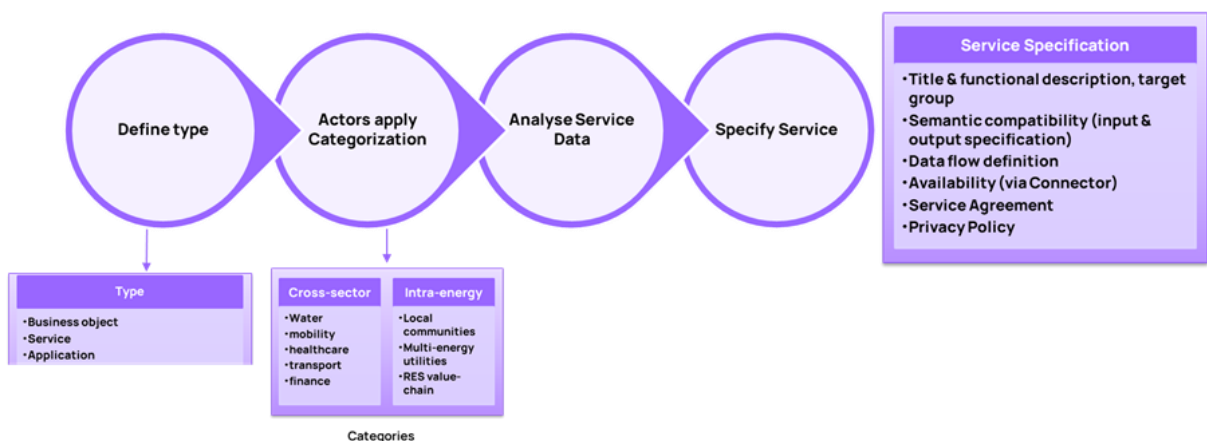 Define type
Actors apply
Categorization
Analyse Service
Data
Specify Service
Service Specification
•Title & functional description, target
group
•Semantic compatibility (input &
output specification)
•Data flow definition
•Availability (via Connector)
•Service Agreement
•Privacy Policy
Type
•Business object
•Service
•Application
Cross-sector
•Water
•mobility
•healthcare
•transport
•finance
Intra-energy
•Local
communities
•Multi-energy
utilities
•RES value-
chain
Categories